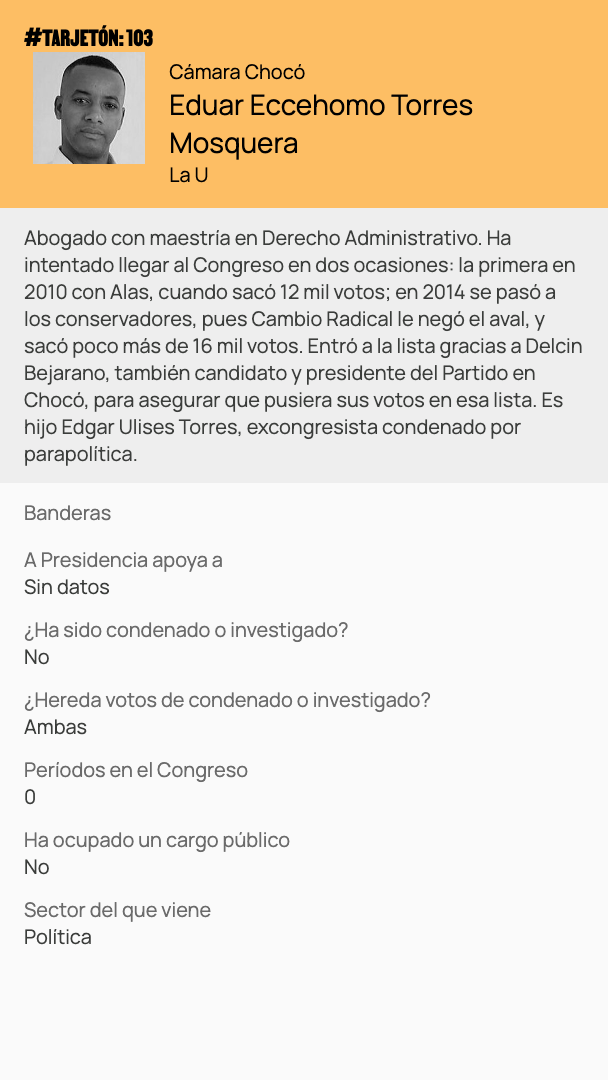 #TARJETÓN: 103
Cámara Chocó
Eduar Eccehomo Torres
Mosquera
La U
Abogado con maestría en Derecho Administrativo. Ha
intentado llegar al Congreso en dos ocasiones: la primera en
2010 con Alas, cuando sacó 12 mil votos; en 2014 se pasó a
los conservadores, pues Cambio Radical le negó el aval, y
sacó poco más de 16 mil votos. Entró a la lista gracias a Delcin
Bejarano, también candidato y presidente del Partido en
Chocó, para asegurar que pusiera sus votos en esa lista. Es
hijo Edgar Ulises Torres, excongresista condenado por
parapolítica.
Banderas
A Presidencia apoya a
Sin datos
¿Ha sido condenado o investigado?
No
¿Hereda votos de condenado o investigado?
Ambas
Períodos en el Congreso
0
Ha ocupado un cargo público
No
Sector del que viene
Política